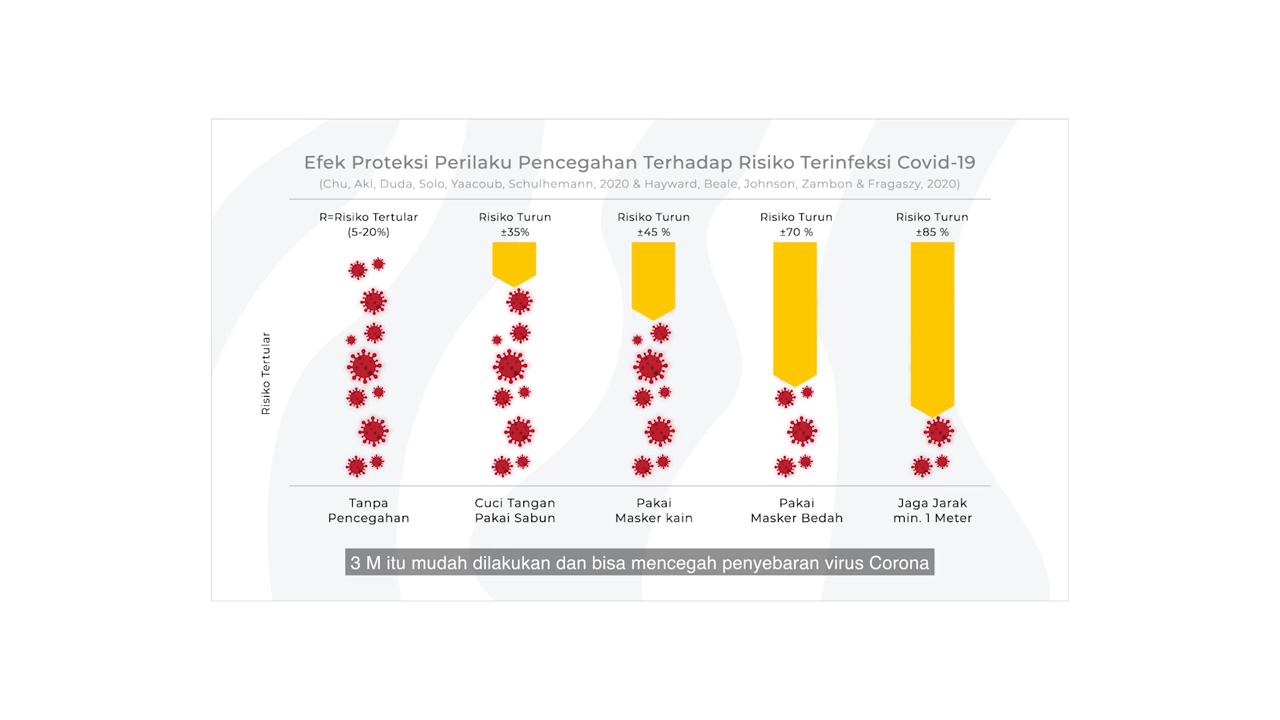 Efek Proteksi Perilaku Pencegahan Terhadap Risiko Terinfeksi Covid-19
(Chu, Akl, Duda, Solo, Yaacoub, Schulhemann, 2020 & Hayward, Beale, Johnson, Zambon & Fragaszy, 2020)
R=Risiko Tertular
(5-20%)
Risiko Turun
±35%
Risiko Turun
±45 %
Risiko Turun
±70 %
Risiko Turun
±85 %
Risiko Tertular
Tanpa
Pencegahan
Cuci Tangan
Pakai Sabun
Pakai
Masker kain
Pakai
Masker Bedah
Jaga Jarak
min. 1 Meter
3 M itu mudah dilakukan dan bisa mencegah penyebaran virus Corona